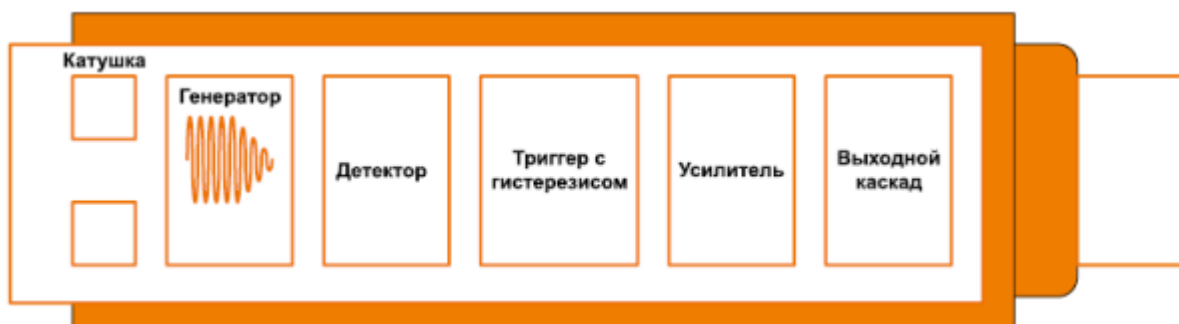 Катушка
Генератор
Детектор
Триггер с
гистерезисом
Усилитель
Выходной
каскад